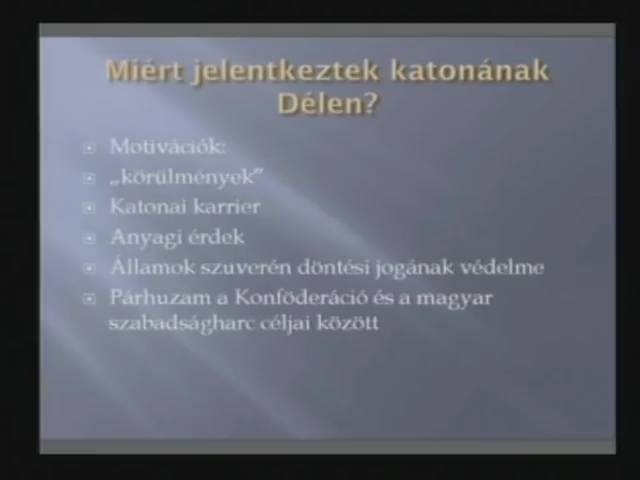 Miért jelentkeztek katonának
Délen?
Motivációk:
„körülmények”
Katonai karrier
Anyagi érdek
Államok szuverén döntési jogának védelme
Párhuzam a Konföderáció és a magyar
szabadságharc céljai között